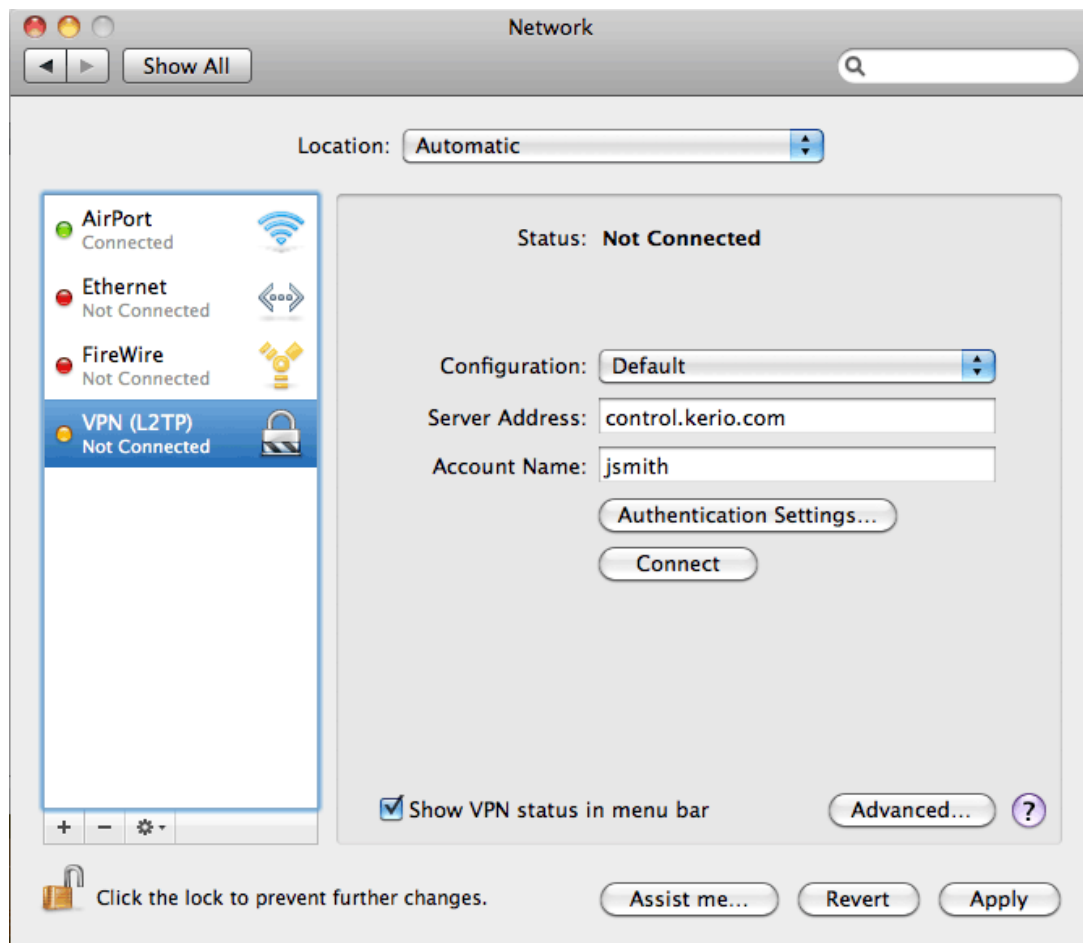 Network
Show All
Location: Automatic
AirPort
Connected
Ethernet
Not Connected
FireWire
Not Connected
VPN (L2TP)
Not Connected
Status: Not Connected
Configuration: Default
Server Address: control.kerio.com
Account Name: jsmith
Authentication Settings...
Connect
Show VPN status in menu bar
Advanced... ?
Click the lock to prevent further changes.
Assist me... Revert Apply